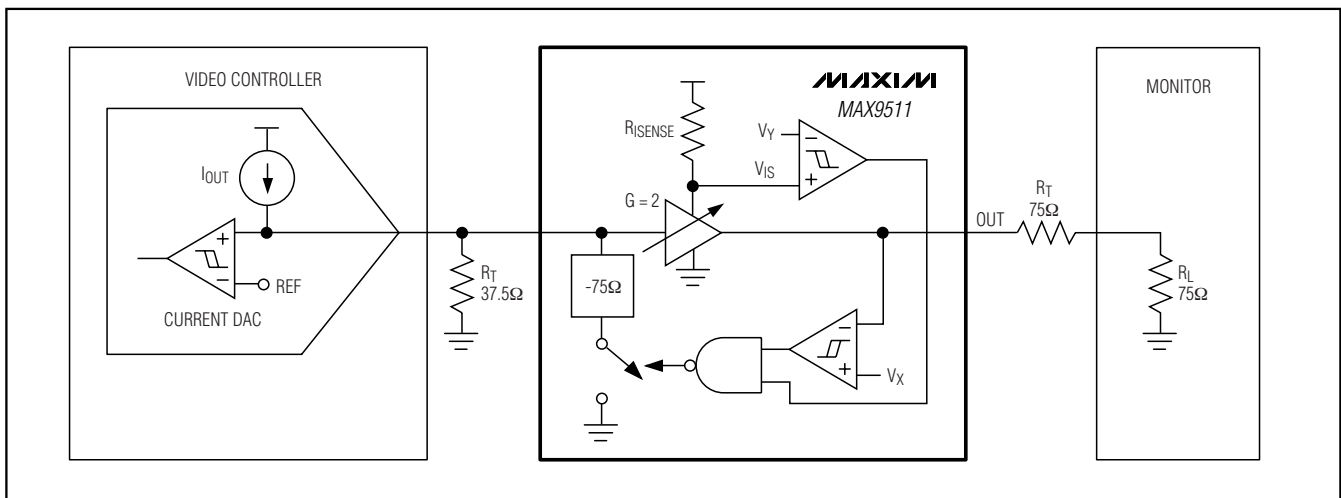 VIDEO CONTROLLER
IOUT
+
−
REF
CURRENT DAC
RT
37.5Ω
MAXIM
MAX9511
RISENSE
VY
−
VIS
+
G = 2
-75Ω
−
+
VX
OUT
RT
75Ω
MONITOR
RL
75Ω